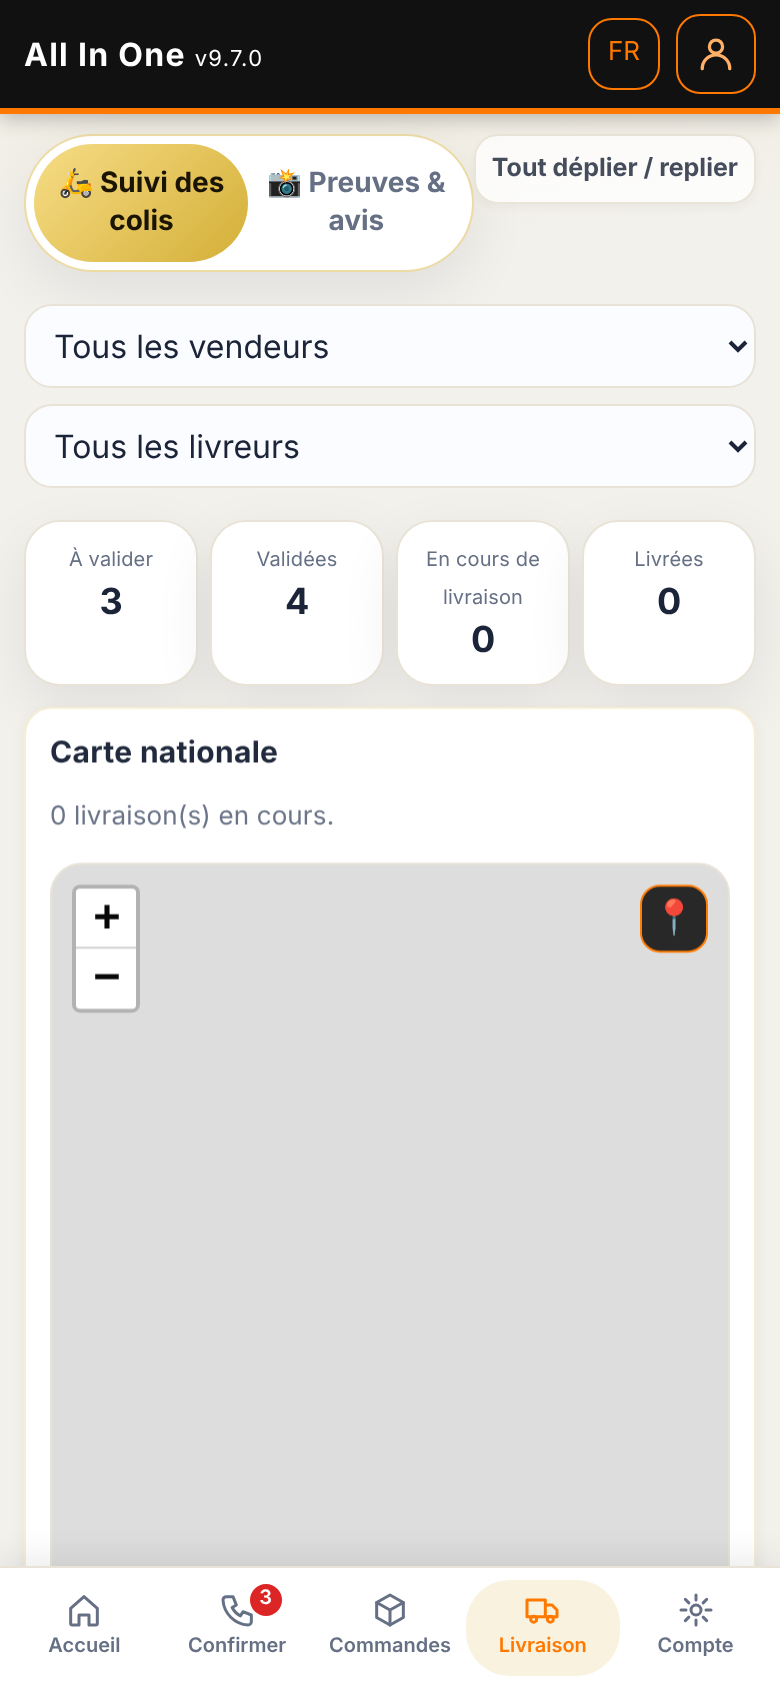 All In One v9.7.0
FR
🛵 Suivi des
colis
📸 Preuves &
avis
Tout déplier / replier
Tous les vendeurs
Tous les livreurs
À valider
3
Validées
4
En cours de
livraison
0
Livrées
0
Carte nationale
0 livraison(s) en cours.
+
−
Accueil
3
Confirmer
Commandes
Livraison
Compte